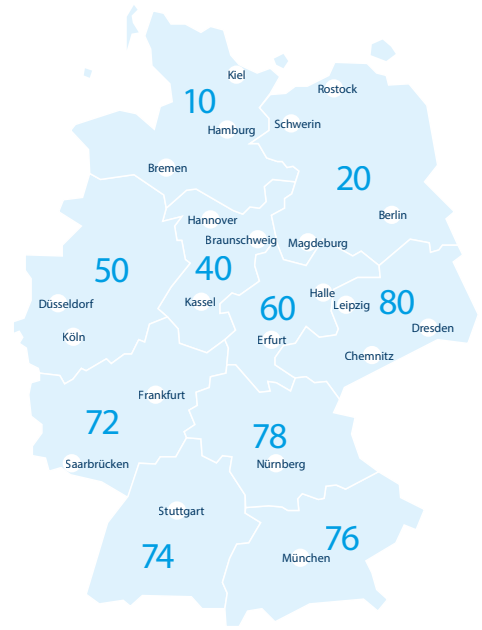 Kiel
Rostock
10
Schwerin
Hamburg
Bremen
20
Berlin
Hannover
Braunschweig
Magdeburg
50
40
Halle
Düsseldorf
Kassel
60
Leipzig
80
Dresden
Köln
Erfurt
Chemnitz
Frankfurt
72
78
Saarbrücken
Nürnberg
Stuttgart
76
74
München